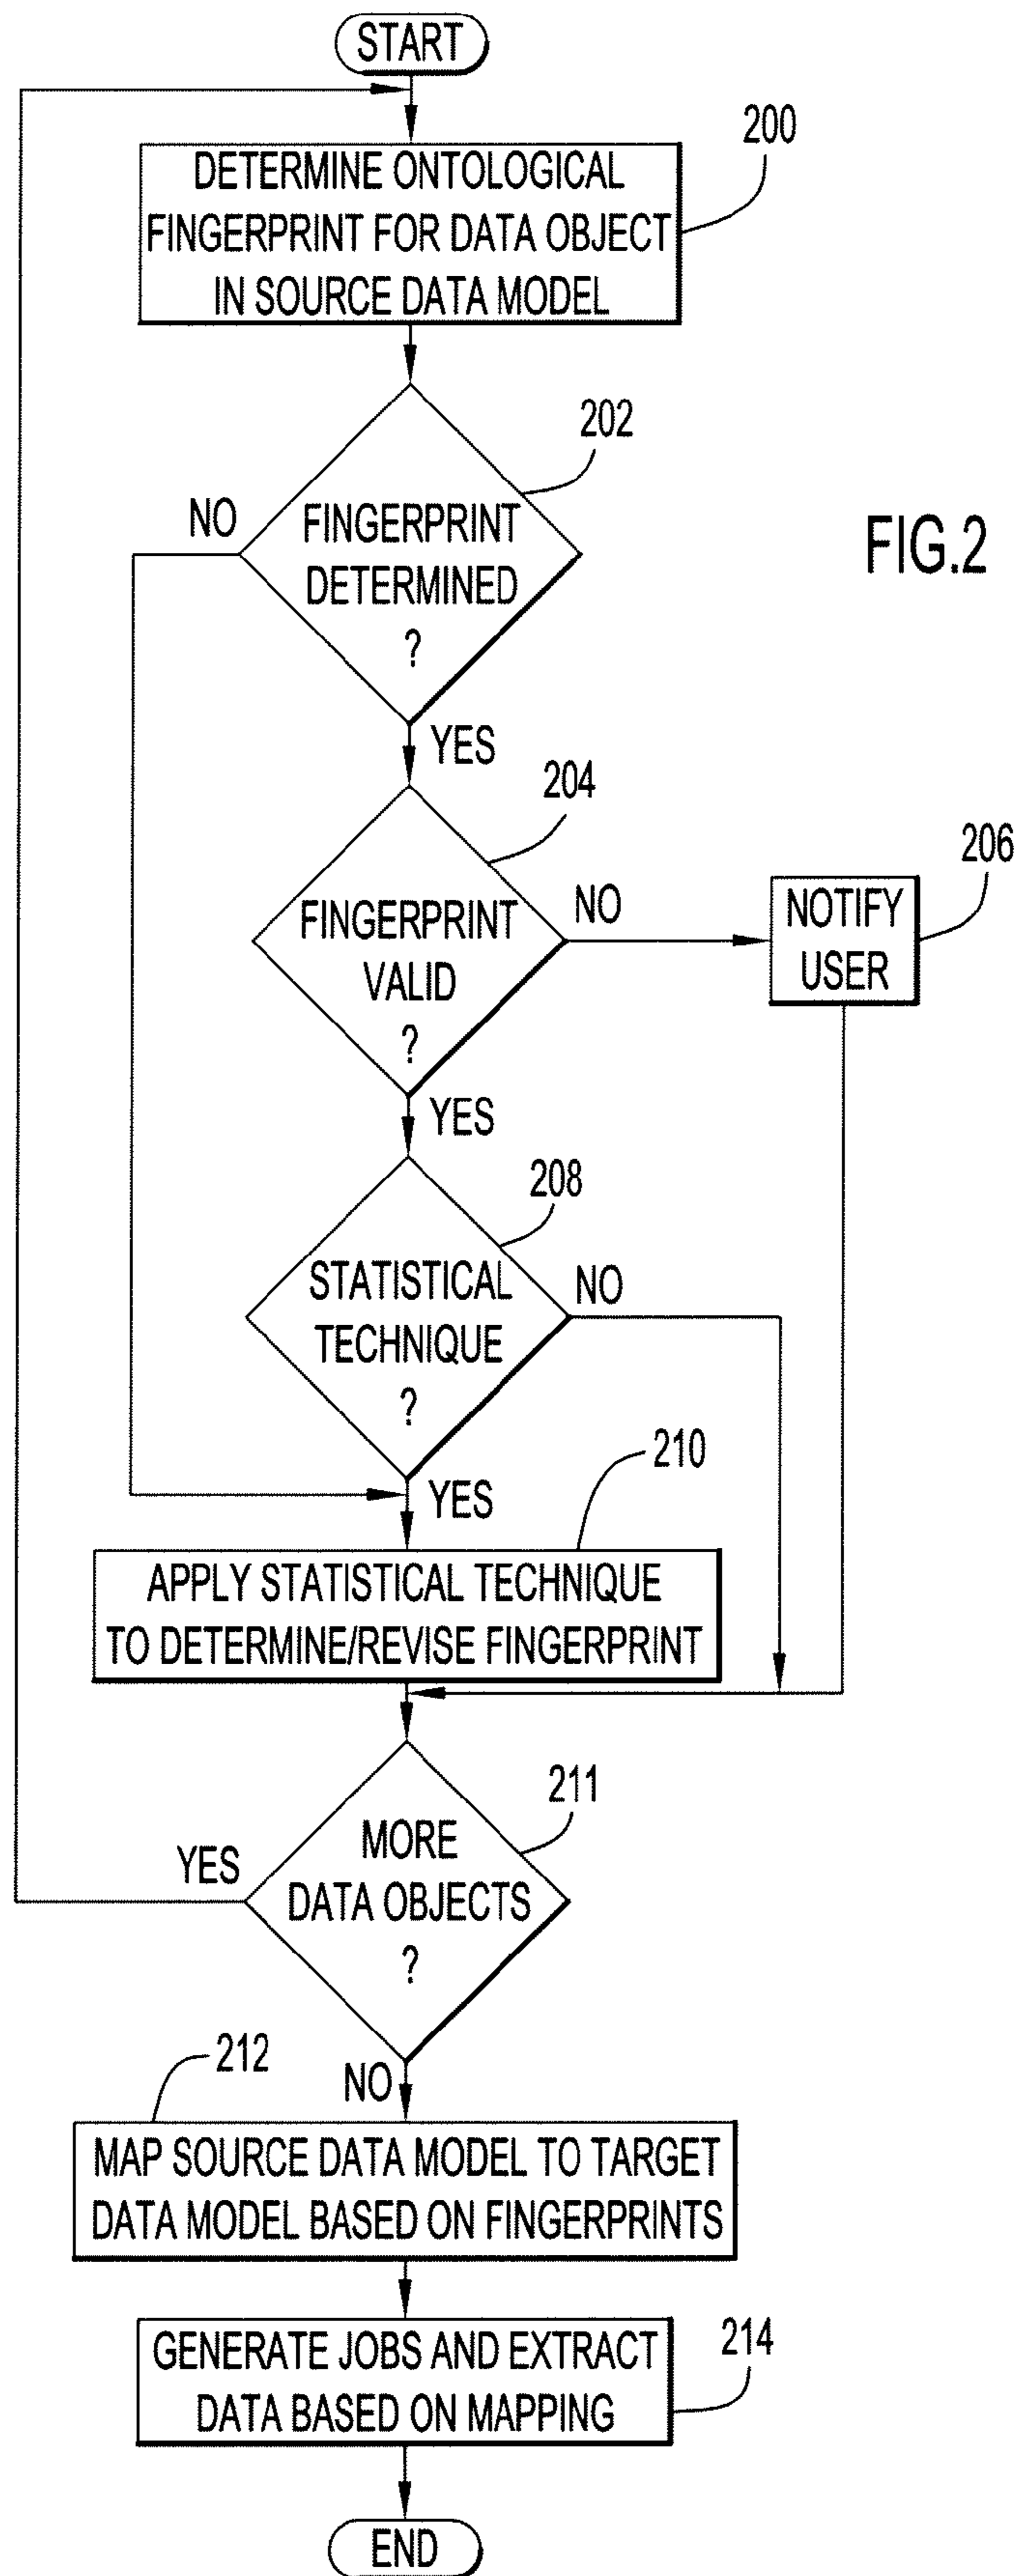 START
200
DETERMINE ONTOLOGICAL
FINGERPRINT FOR DATA OBJECT
IN SOURCE DATA MODEL
202
NO
FINGERPRINT
DETERMINED
?
FIG.2
YES
204
206
FINGERPRINT
VALID
?
NO
NOTIFY
USER
YES
208
STATISTICAL
TECHNIQUE
?
NO
210
YES
APPLY STATISTICAL TECHNIQUE
TO DETERMINE/REVISE FINGERPRINT
211
YES
MORE
DATA OBJECTS
?
212
NO
MAP SOURCE DATA MODEL TO TARGET
DATA MODEL BASED ON FINGERPRINTS
214
GENERATE JOBS AND EXTRACT
DATA BASED ON MAPPING
END